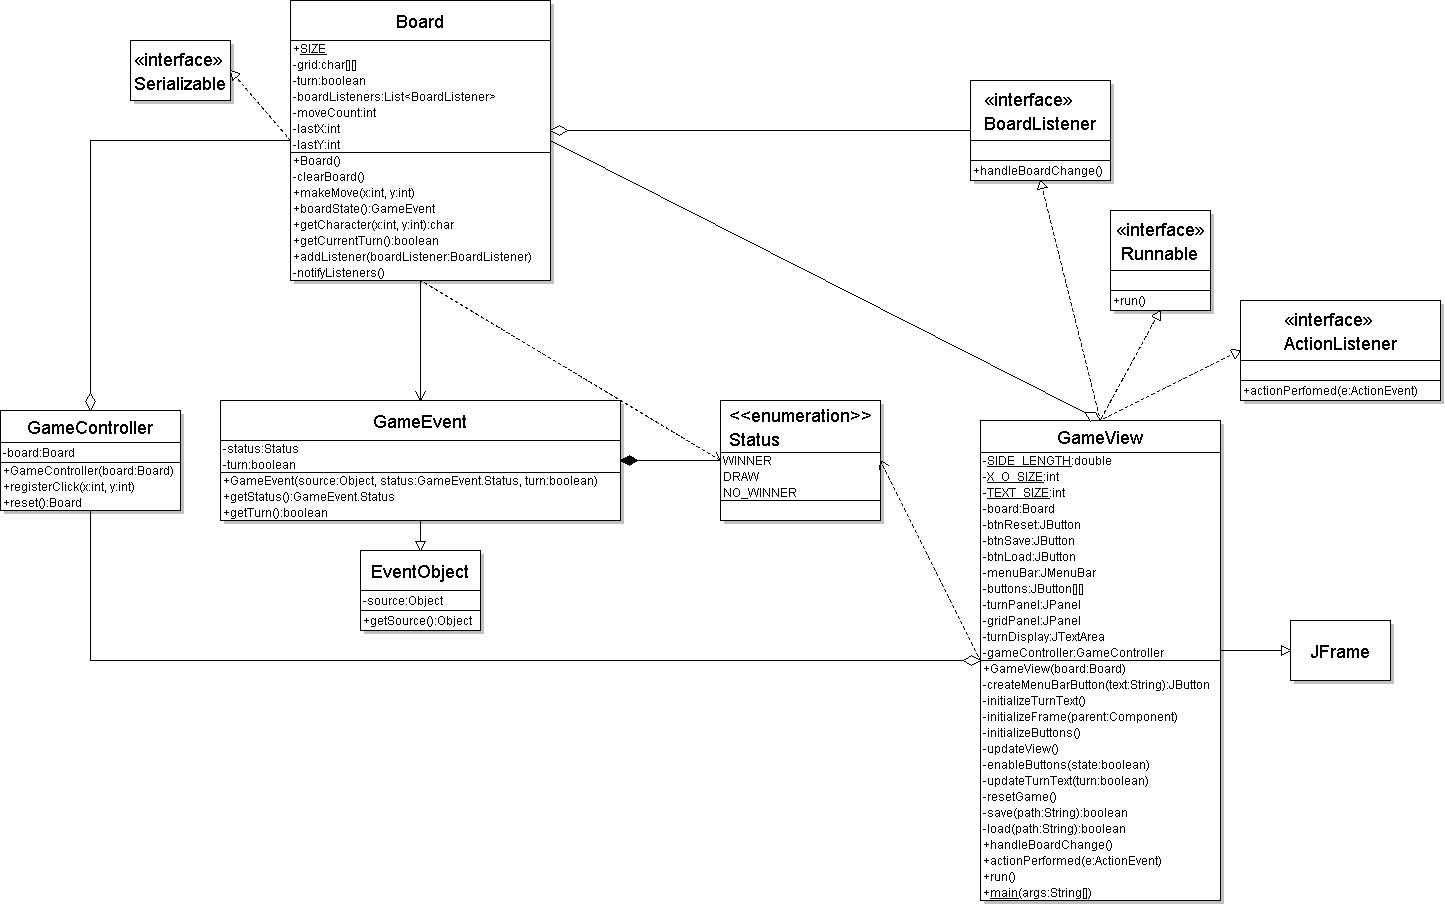 Board
+SIZE
-grid:char[][]
-turn:boolean
-boardListeners:List<BoardListener>
-moveCount:int
-lastX:int
-lastY:int
+Board()
-clearBoard()
+makeMove(x:int, y:int)
+boardState():GameEvent
+getCharacter(x:int, y:int):char
+getCurrentTurn():boolean
+addListener(boardListener:BoardListener)
-notifyListeners()
«interface»
Serializable
«interface»
BoardListener
+handleBoardChange()
«interface»
Runnable
+run()
«interface»
ActionListener
+actionPerfomed(e:ActionEvent)
GameController
-board:Board
+GameController(board:Board)
+registerClick(x:int, y:int)
+reset():Board
GameEvent
-status:Status
-turn:boolean
+GameEvent(source:Object, status:GameEvent.Status, turn:boolean)
+getStatus():GameEvent.Status
+getTurn():boolean
<<enumeration>>
Status
WINNER
DRAW
NO_WINNER
EventObject
-source:Object
+getSource():Object
GameView
-SIDE_LENGTH:double
-X_O_SIZE:int
-TEXT_SIZE:int
-board:Board
-btnReset:JButton
-btnSave:JButton
-btnLoad:JButton
-menuBar:JMenuBar
-buttons:JButton[][]
-turnPanel:JPanel
-gridPanel:JPanel
-turnDisplay:JTextArea
-gameController:GameController
+GameView(board:Board)
-createMenuBarButton(text:String):JButton
-initializeTurnText()
-initializeFrame(parent:Component)
-initializeButtons()
-updateView()
-enableButtons(state:boolean)
-updateTurnText(turn:boolean)
-resetGame()
-save(path:String):boolean
-load(path:String):boolean
+handleBoardChange()
+actionPerformed(e:ActionEvent)
+run()
+main(args:String[])
JFrame